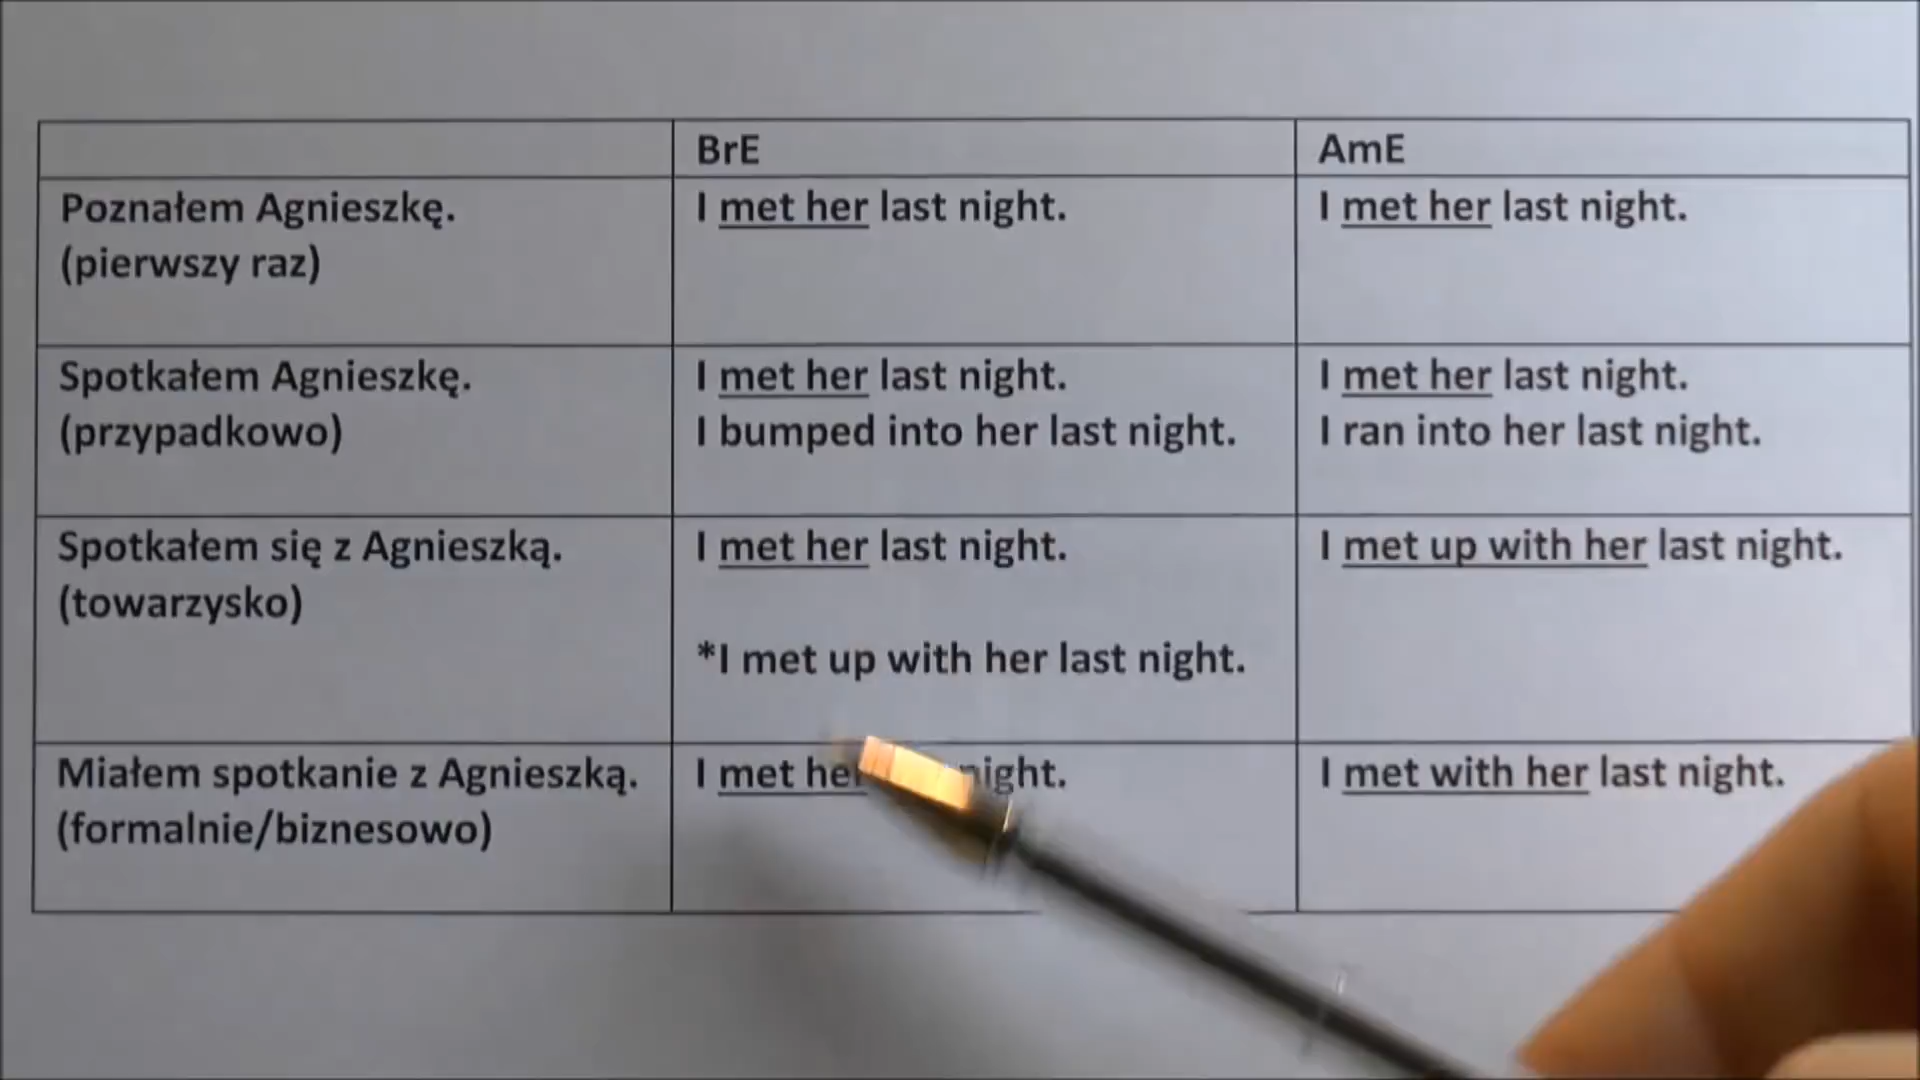 BrE AmE
Poznałem Agnieszkę. I met her last night. I met her last night.
(pierwszy raz)
Spotkałem Agnieszkę. I met her last night. I met her last night.
(przypadkowo) I bumped into her last night. I ran into her last night.
Spotkałem się z Agnieszką. I met her last night. I met up with her last night.
(towarzysko)
*I met up with her last night.
Miałem spotkanie z Agnieszką. I met her night. I met with her last night.
(formalnie/biznesowo)